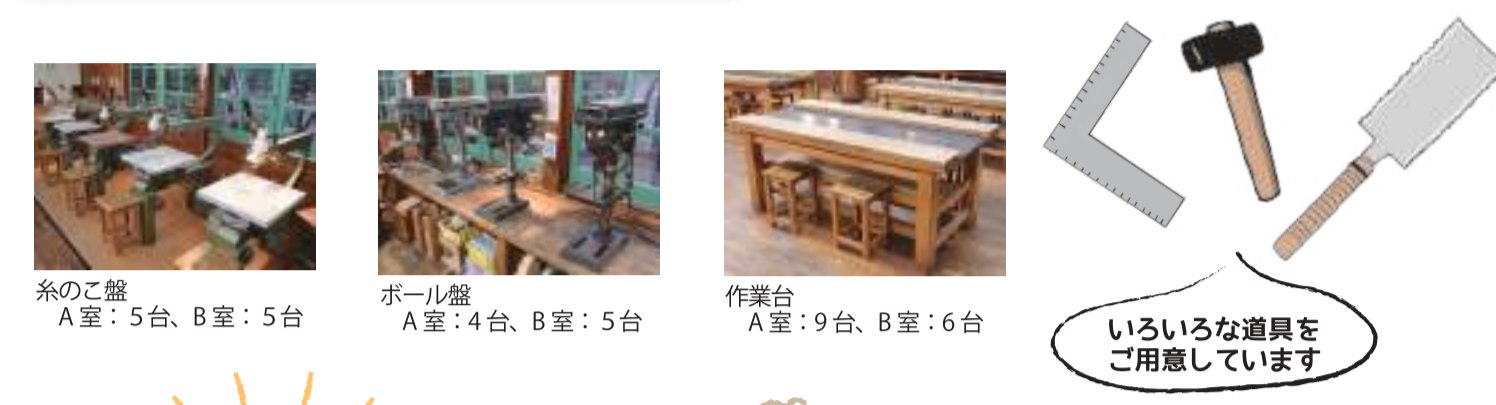 糸のこ盤
A室：5台、B室：5台
ボール盤
A室：4台、B室：5台
作業台
A室：9台、B室：6台
いろいろな道具を
ご用意しています